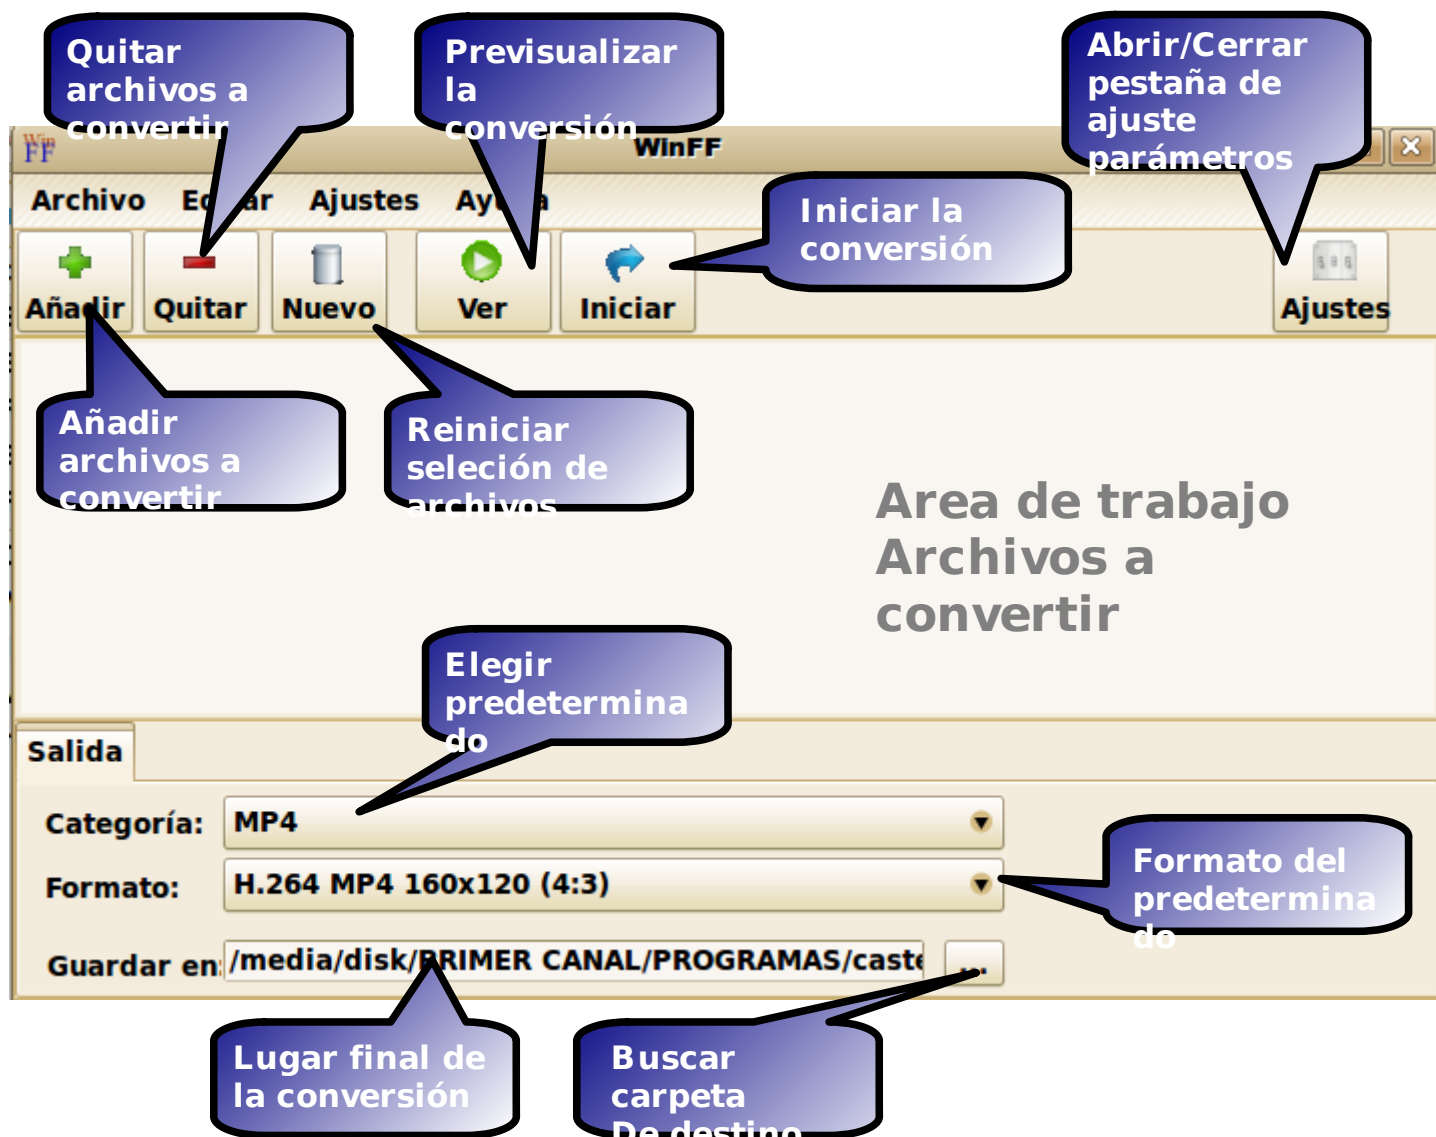 Quitar
archivos a
convertir
Previsualizar
la
conversión
Abrir/Cerrar
pestaña de
ajuste
parámetros
Win
FF
WinFF
Archivo Ajustes
Iniciar la
conversión
Añadir Quitar Nuevo Ver Iniciar Ajustes
Añadir
archivos a
convertir
Reiniciar
seleción de
archivos
Area de trabajo
Archivos a
convertir
Elegir
predetermina
do
Salida
Categoría: MP4
Formato: H.264 MP4 160x120 (4:3)
Formato del
predetermina
do
Guardar en: /media/disk/PRIMER CANAL/PROGRAMAS/caste ...
Lugar final de
la conversión
Buscar
carpeta
De destino